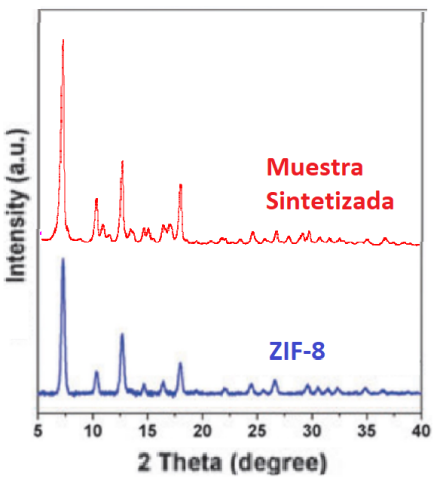 Intensity (a.u.)
Muestra
Sintetizada
ZIF-8
5 10 15 20 25 30 35 40
2 Theta (degree)